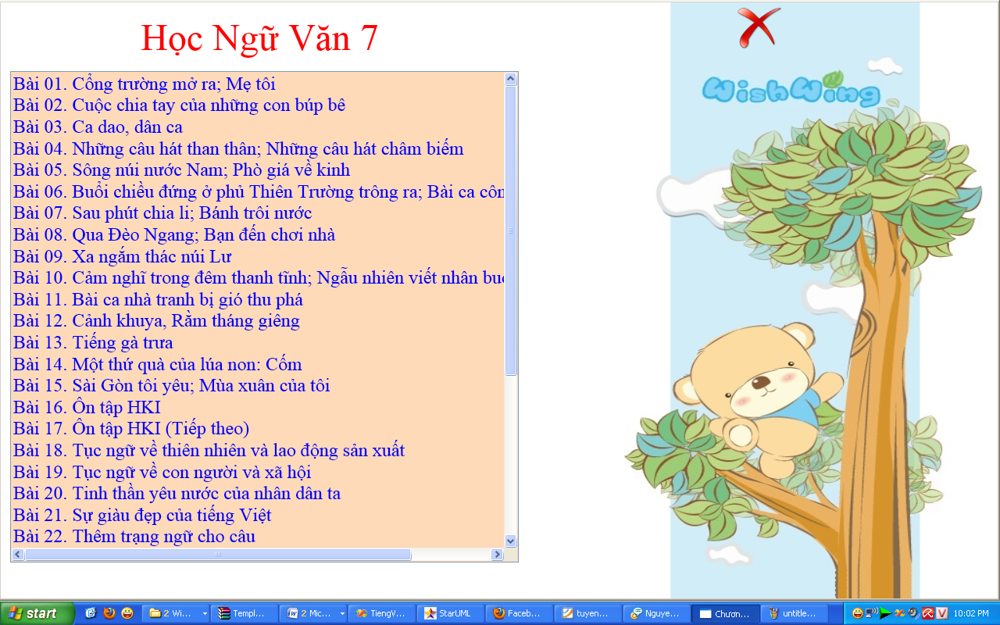 Học Ngữ Văn 7
WishWing
Bài 01. Cổng trường mở ra; Mẹ tôi
Bài 02. Cuộc chia tay của những con búp bê
Bài 03. Ca dao, dân ca
Bài 04. Những câu hát than thân; Những câu hát châm biếm
Bài 05. Sông núi nước Nam; Phò giá về kinh
Bài 06. Buổi chiều đứng ở phủ Thiên Trường trông ra; Bài ca côn
Bài 07. Sau phút chia li; Bánh trôi nước
Bài 08. Qua Đèo Ngang; Bạn đến chơi nhà
Bài 09. Xa ngắm thác núi Lư
Bài 10. Cảm nghĩ trong đêm thanh tĩnh; Ngẫu nhiên viết nhân buổ
Bài 11. Bài ca nhà tranh bị gió thu phá
Bài 12. Cảnh khuya, Rằm tháng giêng
Bài 13. Tiếng gà trưa
Bài 14. Một thứ quà của lúa non: Cốm
Bài 15. Sài Gòn tôi yêu; Mùa xuân của tôi
Bài 16. Ôn tập HKI
Bài 17. Ôn tập HKI (Tiếp theo)
Bài 18. Tục ngữ về thiên nhiên và lao động sản xuất
Bài 19. Tục ngữ về con người và xã hội
Bài 20. Tinh thần yêu nước của nhân dân ta
Bài 21. Sự giàu đẹp của tiếng Việt
Bài 22. Thêm trạng ngữ cho câu
start 2 Wi... Templ... 2 Mic... TiengV... StarUML Faceb... tuyen... Nguye... Chươn... untitle... V 10:02 PM